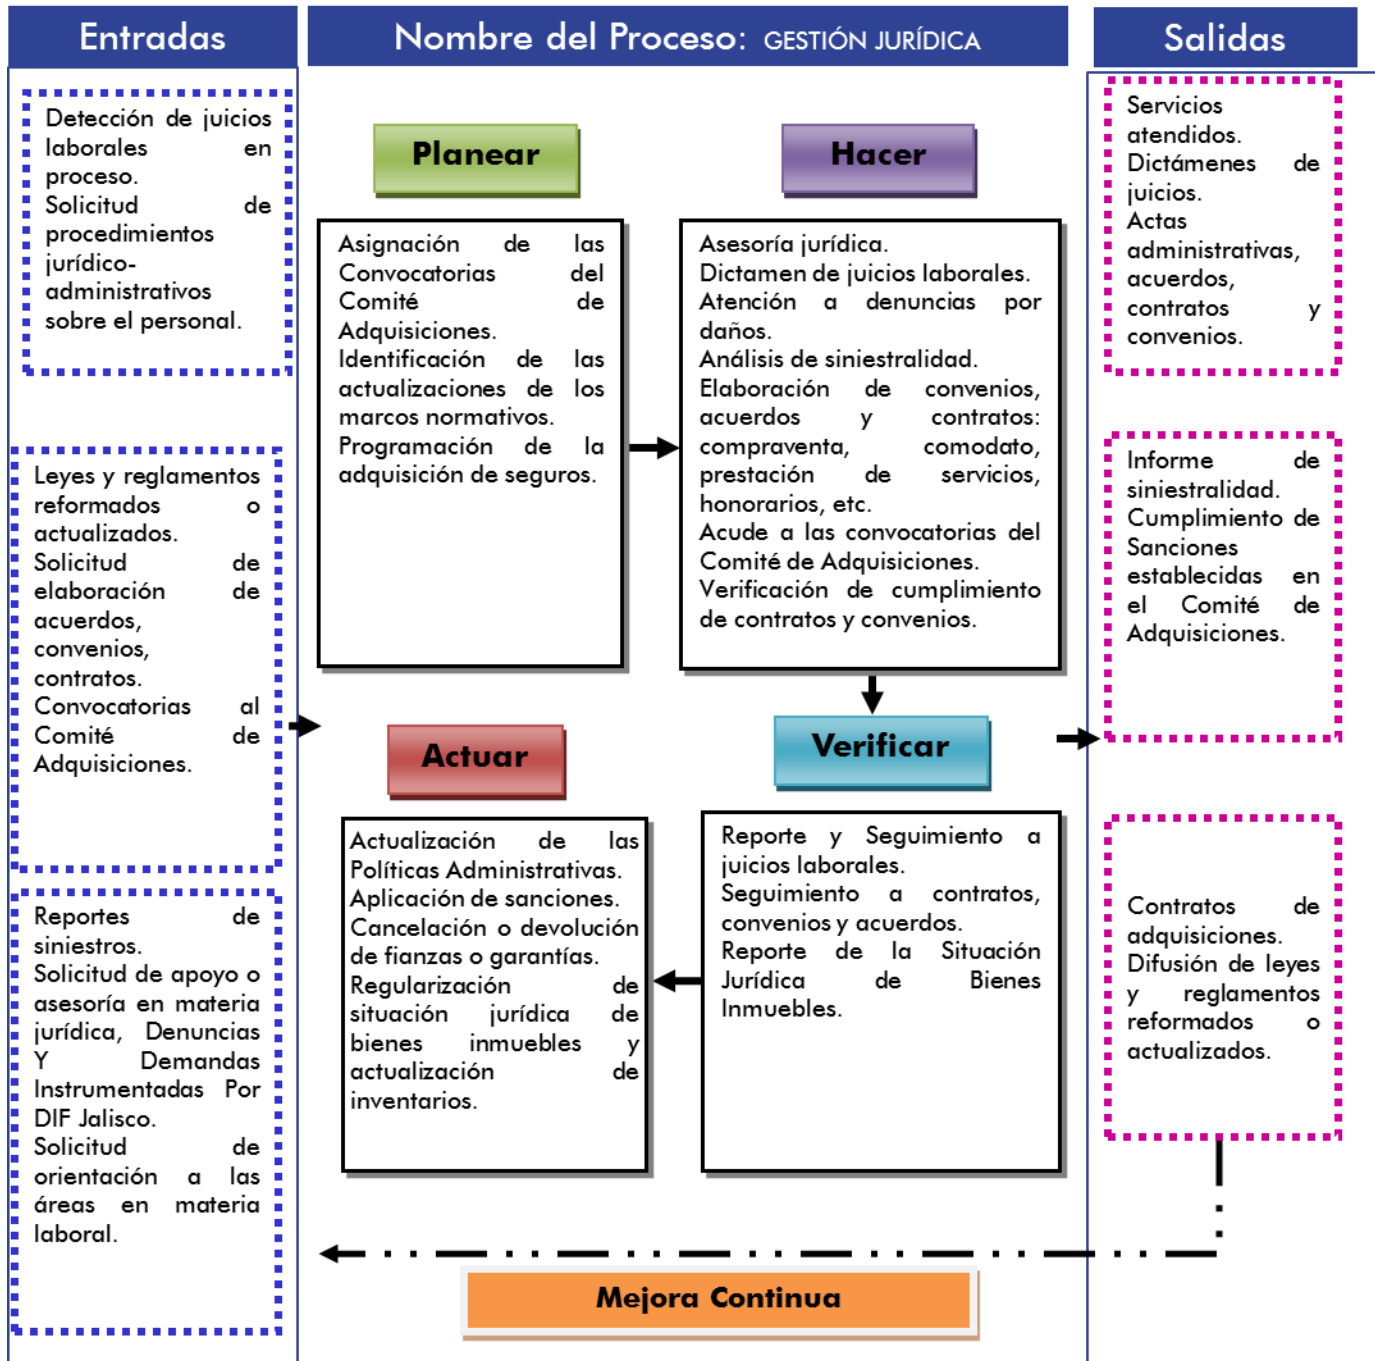 Entradas
Detección de juicios
laborales en
proceso.
Solicitud de
procedimientos
jurídico-
administrativos
sobre el personal.
Leyes y reglamentos
reformados o
actualizados.
Solicitud de
elaboración de
acuerdos,
convenios,
contratos.
Convocatorias al
Comité de
Adquisiciones.
Reportes de
siniestros.
Solicitud de apoyo o
asesoría en materia
jurídica, Denuncias
Y Demandas
Instrumentadas Por
DIF Jalisco.
Solicitud de
orientación a las
áreas en materia
laboral.
Nombre del Proceso: GESTIÓN JURÍDICA
Planear
Asignación de las
Convocatorias del
Comité de
Adquisiciones.
Identificación de las
actualizaciones de los
marcos normativos.
Programación de la
adquisición de seguros.
Hacer
Asesoría jurídica.
Dictamen de juicios laborales.
Atención a denuncias por
daños.
Análisis de siniestralidad.
Elaboración de convenios,
acuerdos y contratos:
compraventa, comodato,
prestación de servicios,
honorarios, etc.
Acude a las convocatorias del
Comité de Adquisiciones.
Verificación de cumplimiento
de contratos y convenios.
Verificar
Reporte y Seguimiento a
juicios laborales.
Seguimiento a contratos,
convenios y acuerdos.
Reporte de la Situación
Jurídica de Bienes
Inmuebles.
Actuar
Actualización de las
Políticas Administrativas.
Aplicación de sanciones.
Cancelación o devolución
de fianzas o garantías.
Regularización de
situación jurídica de
bienes inmuebles y
actualización de
inventarios.
Salidas
Servicios
atendidos.
Dictámenes de
juicios.
Actas
administrativas,
acuerdos,
contratos y
convenios.
Informe de
siniestralidad.
Cumplimiento de
Sanciones
establecidas en
el Comité de
Adquisiciones.
Contratos de
adquisiciones.
Difusión de leyes
y reglamentos
reformados o
actualizados.
Mejora Continua